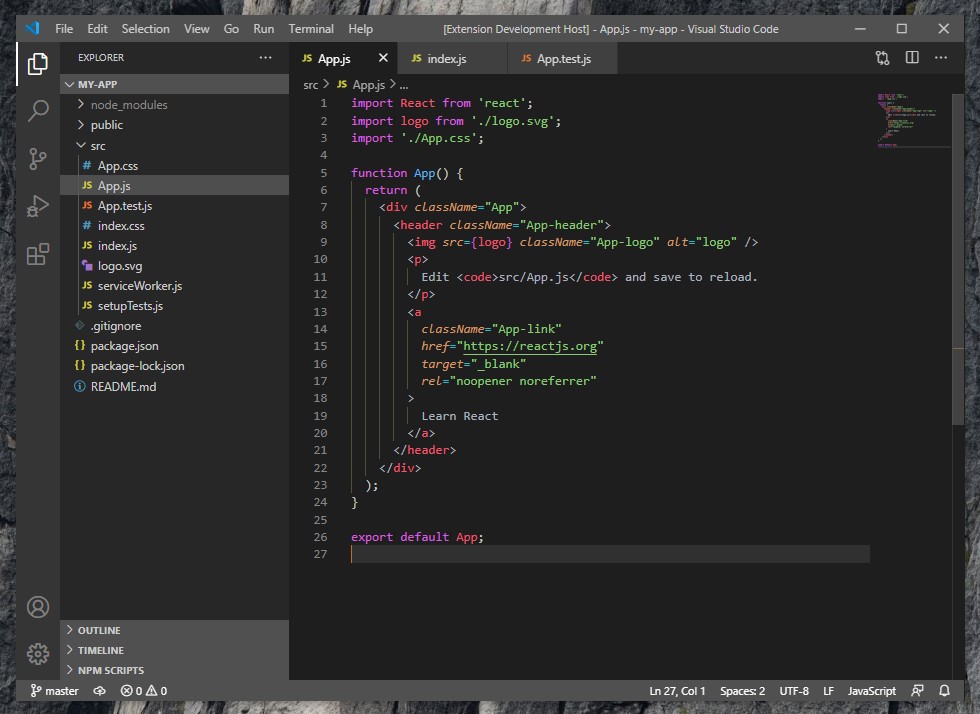 File Edit Selection View Go Run Terminal Help [Extension Development Host] - App.js - my-app - Visual Studio Code
EXPLORER
MY-APP
node_modules
public
src
# App.css
JS App.js
JS App.test.js
# index.css
JS index.js
logo.svg
JS serviceWorker.js
JS setupTests.js
.gitignore
{} package.json
{} package-lock.json
README.md
OUTLINE
TIMELINE
NPM SCRIPTS
JS App.js JS index.js JS App.test.js
src > JS App.js > ...
1 import React from 'react';
2 import logo from './logo.svg';
3 import './App.css';
4
5 function App() {
6 return (
7 <div className="App">
8 <header className="App-header">
9 <img src={logo} className="App-logo" alt="logo" />
10 <p>
11 Edit <code>src/App.js</code> and save to reload.
12 </p>
13 <a
14 className="App-link"
15 href="https://reactjs.org"
16 target="_blank"
17 rel="noopener noreferrer"
18 >
19 Learn React
20 </a>
21 </header>
22 </div>
23 );
24 }
25
26 export default App;
27
master 0 0 Ln 27, Col 1 Spaces: 2 UTF-8 LF JavaScript